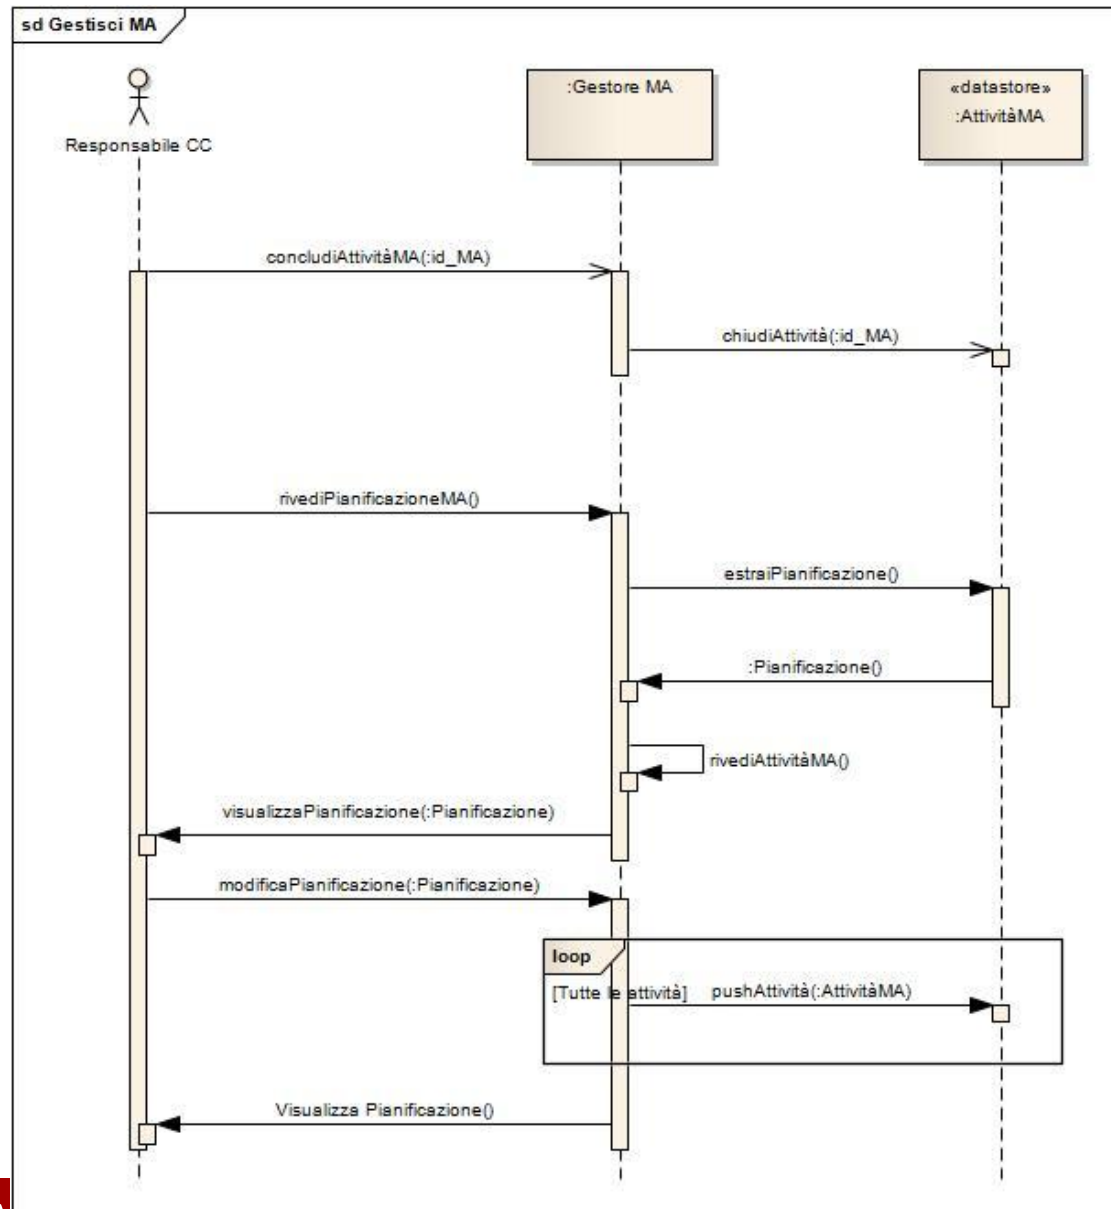 sd Gestisci MA
Responsabile CC
:Gestore MA
«datastore»
:AttivitàMA
concludiAttivitàMA(:id_MA)
chiudiAttività(:id_MA)
rivediPianificazioneMA()
estraiPianificazione()
:Pianificazione()
rivediAttivitàMA()
visualizzaPianificazione(:Pianificazione)
modificaPianificazione(:Pianificazione)
loop
[Tutte le attività]
pushAttività(:AttivitàMA)
Visualizza Pianificazione()